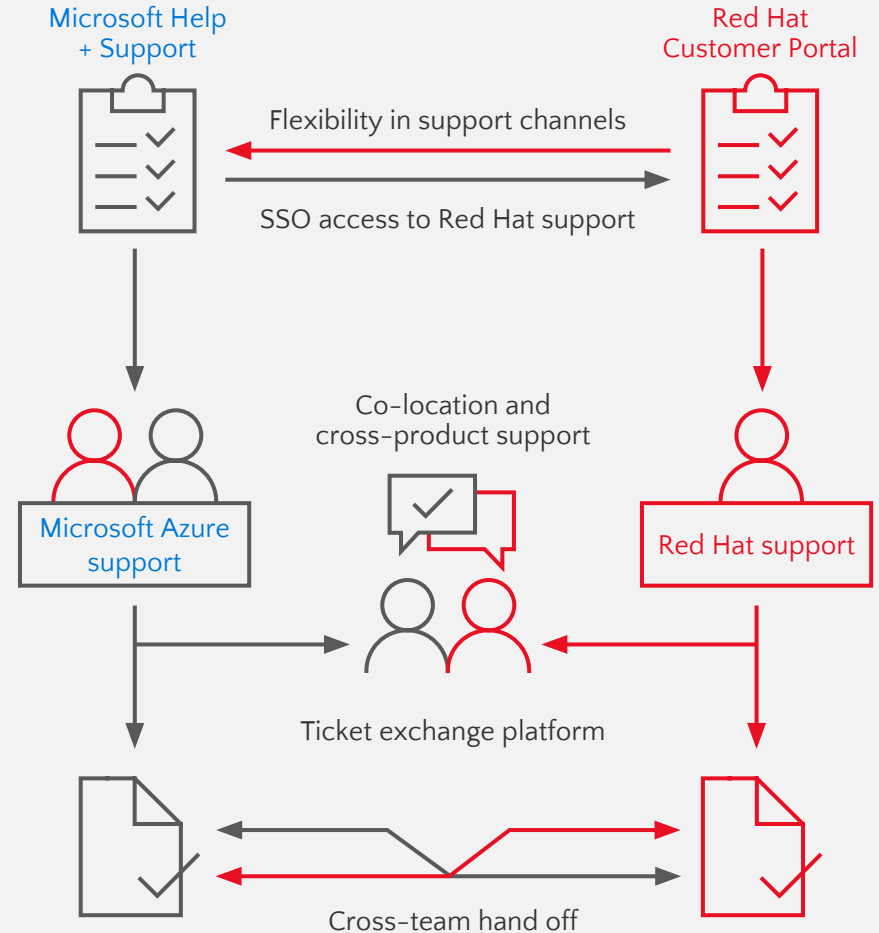 Microsoft Help
+ Support
Red Hat
Customer Portal
Flexibility in support channels
SSO access to Red Hat support
Co-location and
cross-product support
Microsoft Azure
support
Red Hat support
Ticket exchange platform
Cross-team hand off